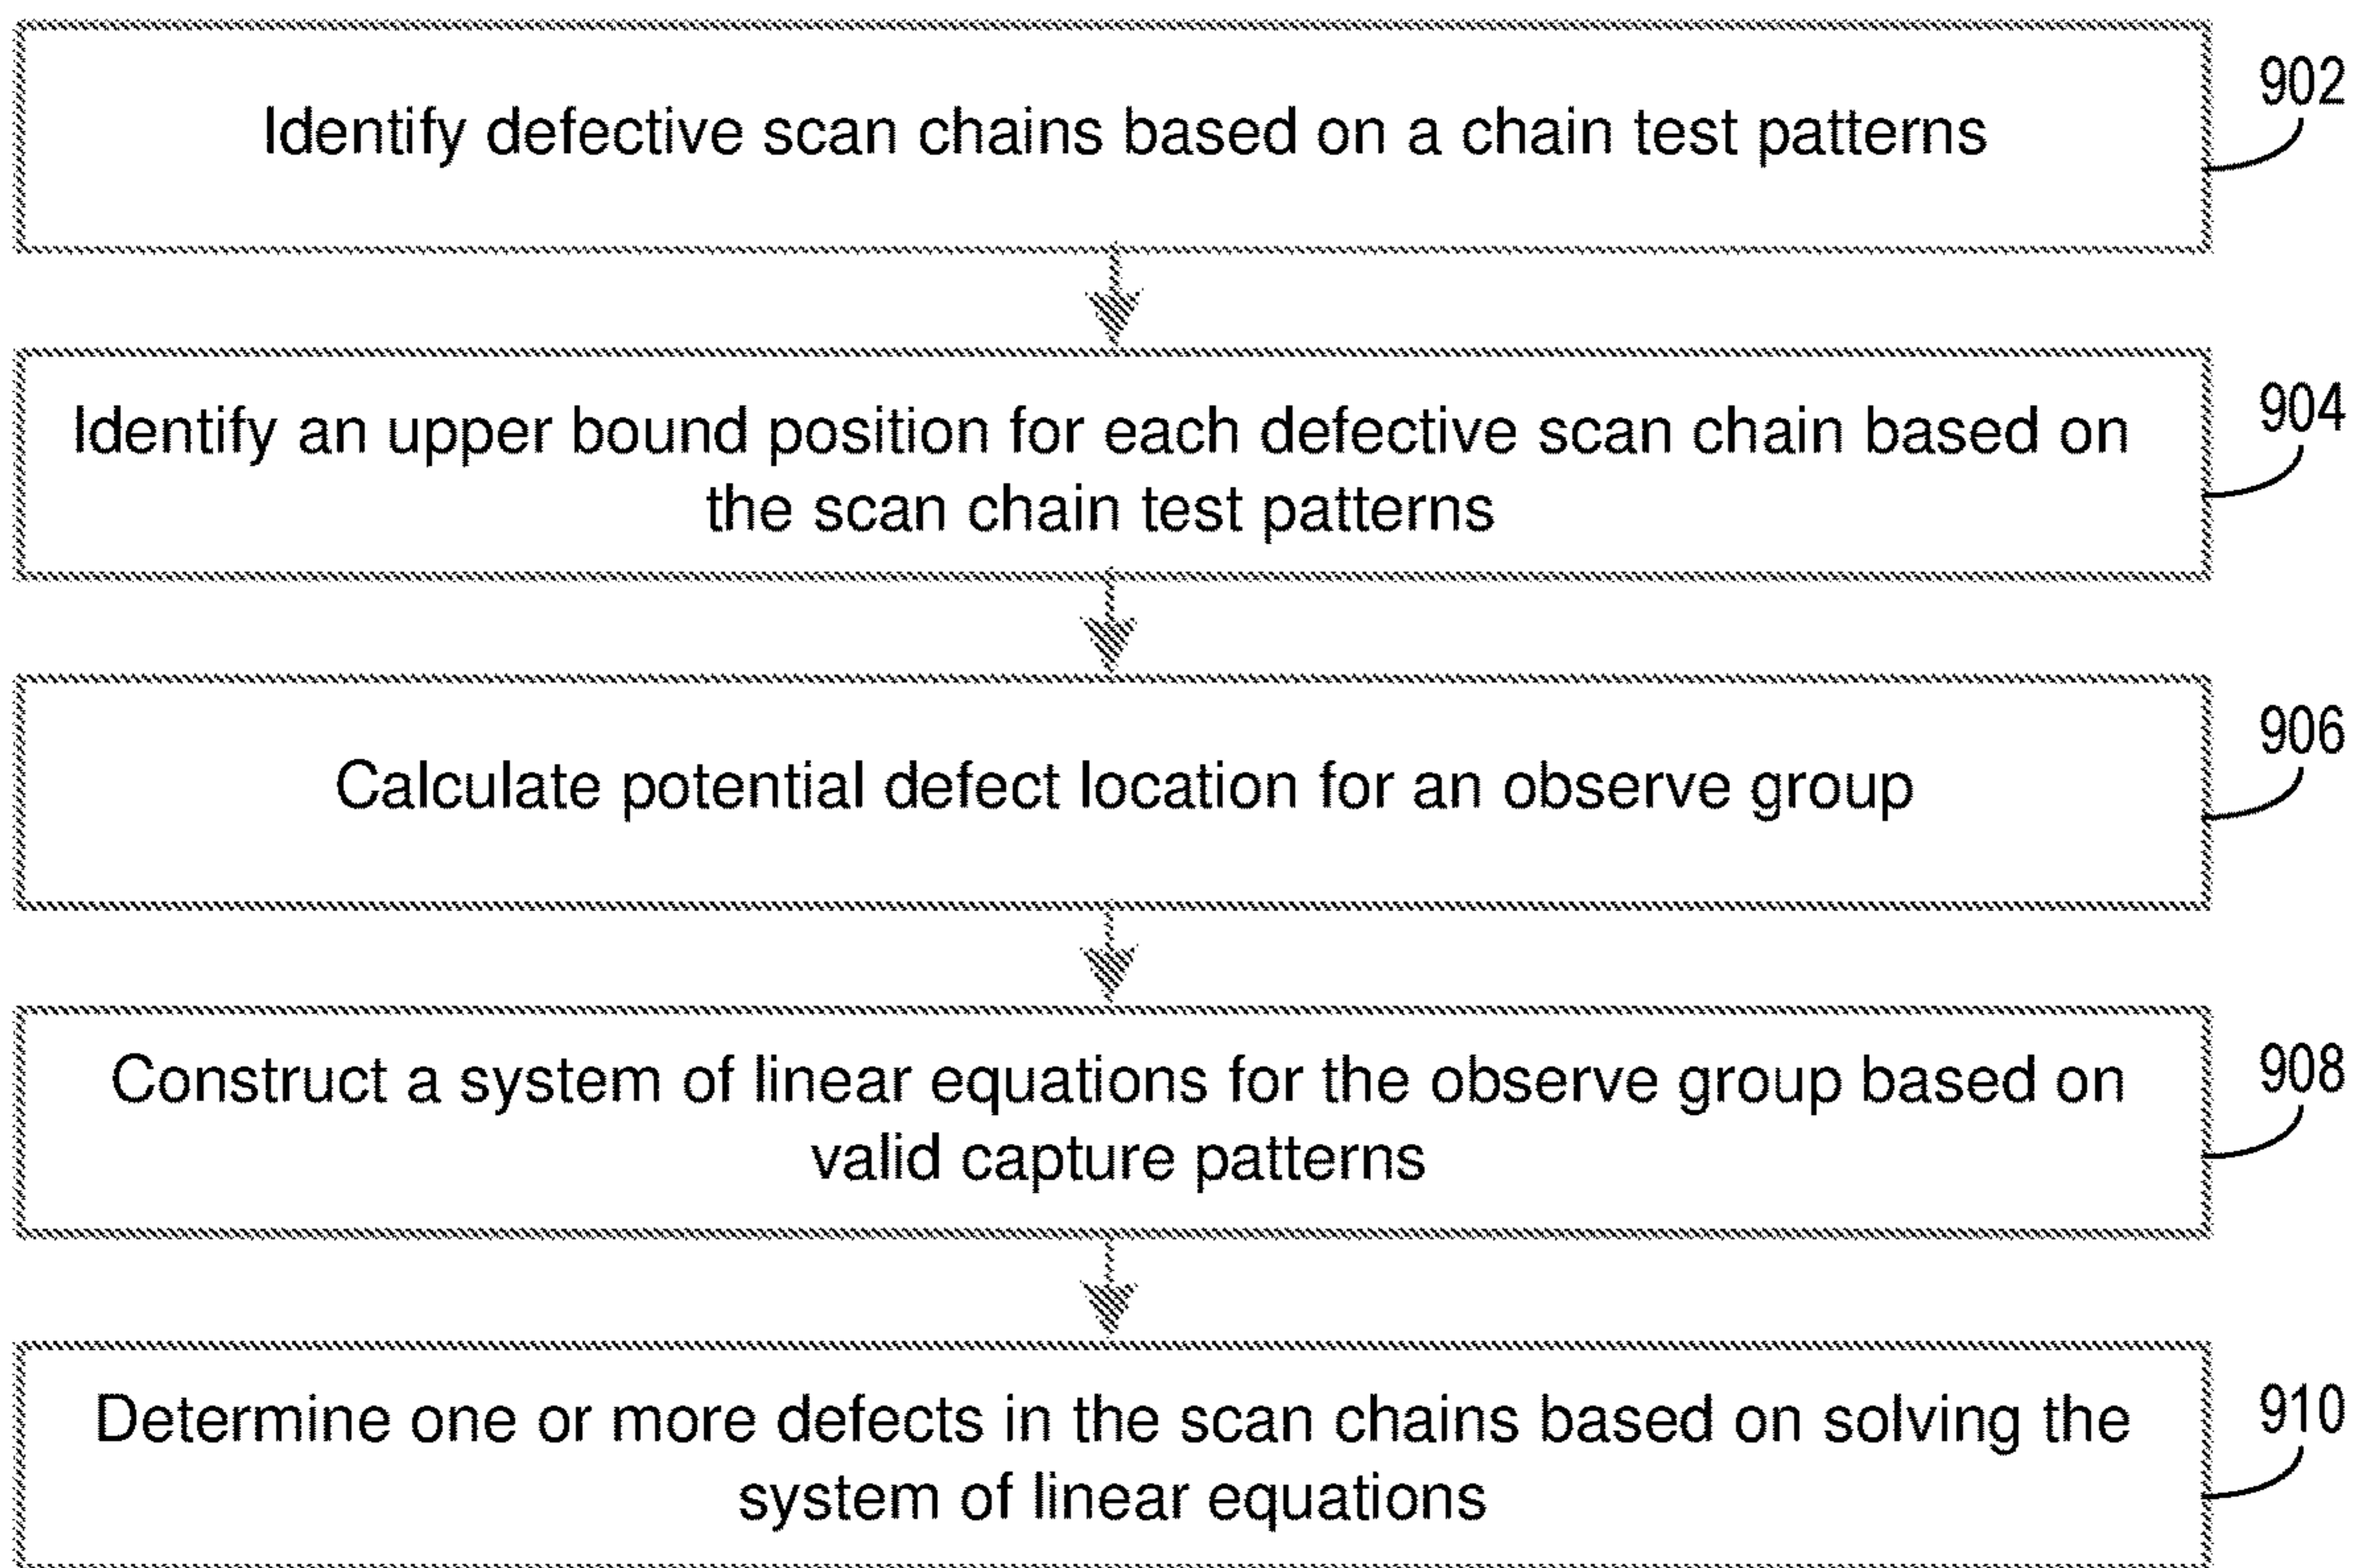 Identify defective scan chains based on a chain test patterns
902
Identify an upper bound position for each defective scan chain based on
the scan chain test patterns
904
Calculate potential defect location for an observe group
906
Construct a system of linear equations for the observe group based on
valid capture patterns
908
Determine one or more defects in the scan chains based on solving the
system of linear equations
910